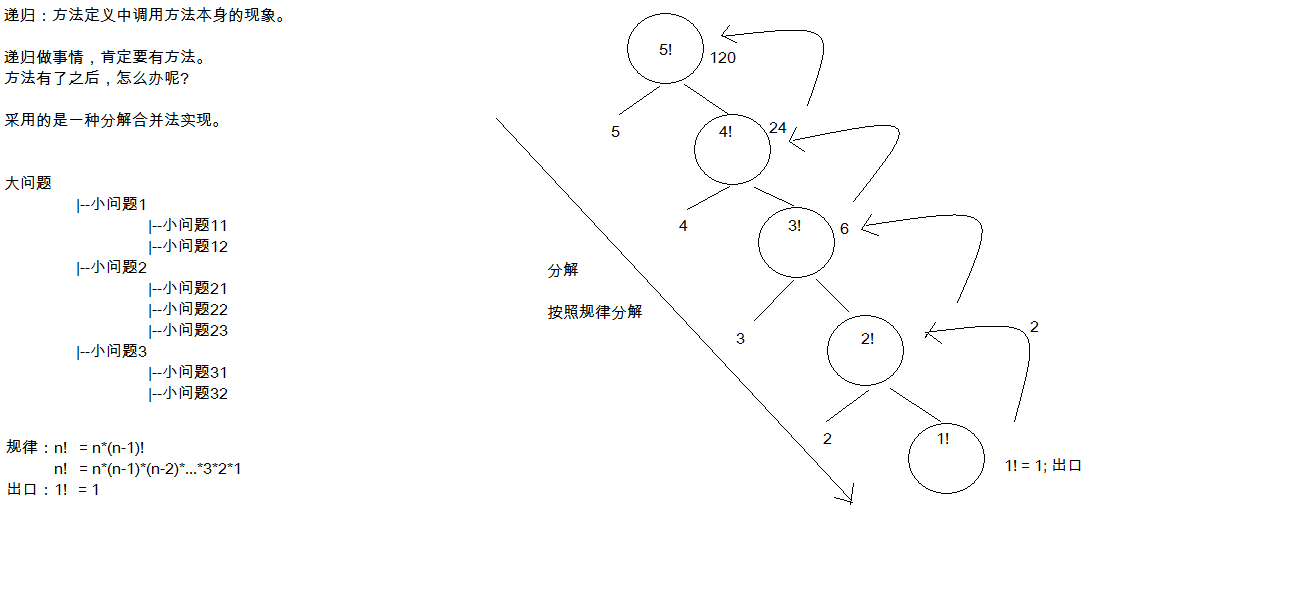 递归：方法定义中调用方法本身的现象。
递归做事情，肯定要有方法。
方法有了之后，怎么办呢?
采用的是一种分解合并法实现。
大问题
|--小问题1
|--小问题11
|--小问题12
|--小问题2
|--小问题21
|--小问题22
|--小问题23
|--小问题3
|--小问题31
|--小问题32
规律：n! = n*(n-1)!
n! = n*(n-1)*(n-2)*...*3*2*1
出口：1! = 1
5!
120
5
4!
24
4
3!
6
分解
按照规律分解
3
2!
2
2
1!
1! = 1; 出口